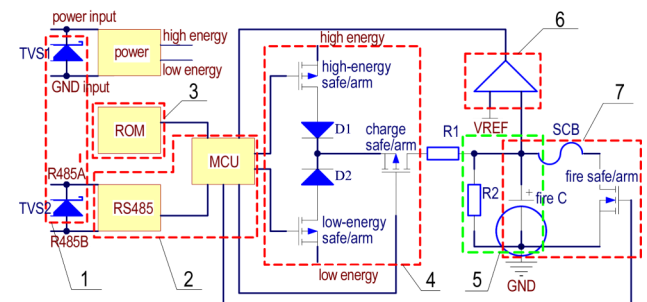 power input
TVS1
power
high energy
low energy
GND input
3
ROM
MCU
R485A
TVS2
RS485
R485B
1
2
high energy
high-energy
safe/arm
D1
D2
charge
safe/arm
low-energy
safe/arm
low energy
4
R1
VREF
6
SCB
7
fire safe/arm
R2
fire C
5
GND